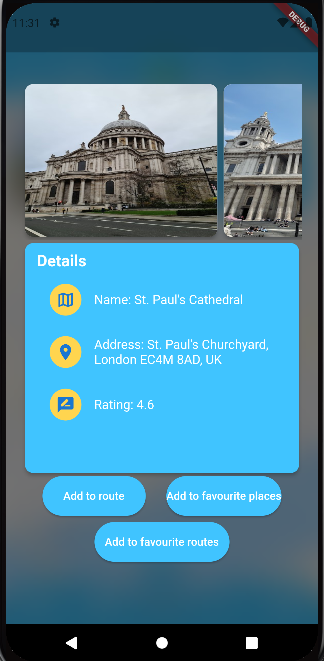 11:31
DEBUG
Details
Name: St. Paul's Cathedral
Address: St. Paul's Churchyard,
London EC4M 8AD, UK
Rating: 4.6
Add to route
Add to favourite places
Add to favourite routes